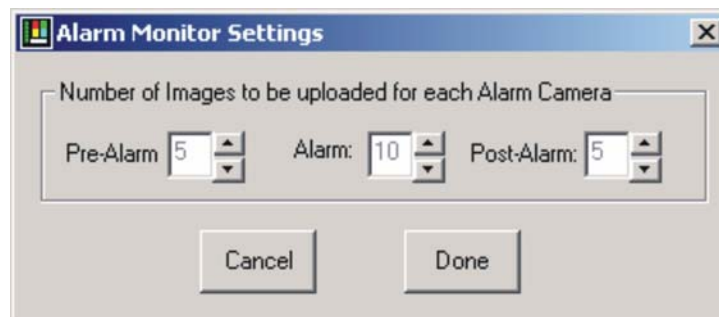 Alarm Monitor Settings
Number of Images to be uploaded for each Alarm Camera
Pre-Alarm 5 Alarm: 10 Post-Alarm: 5
Cancel Done